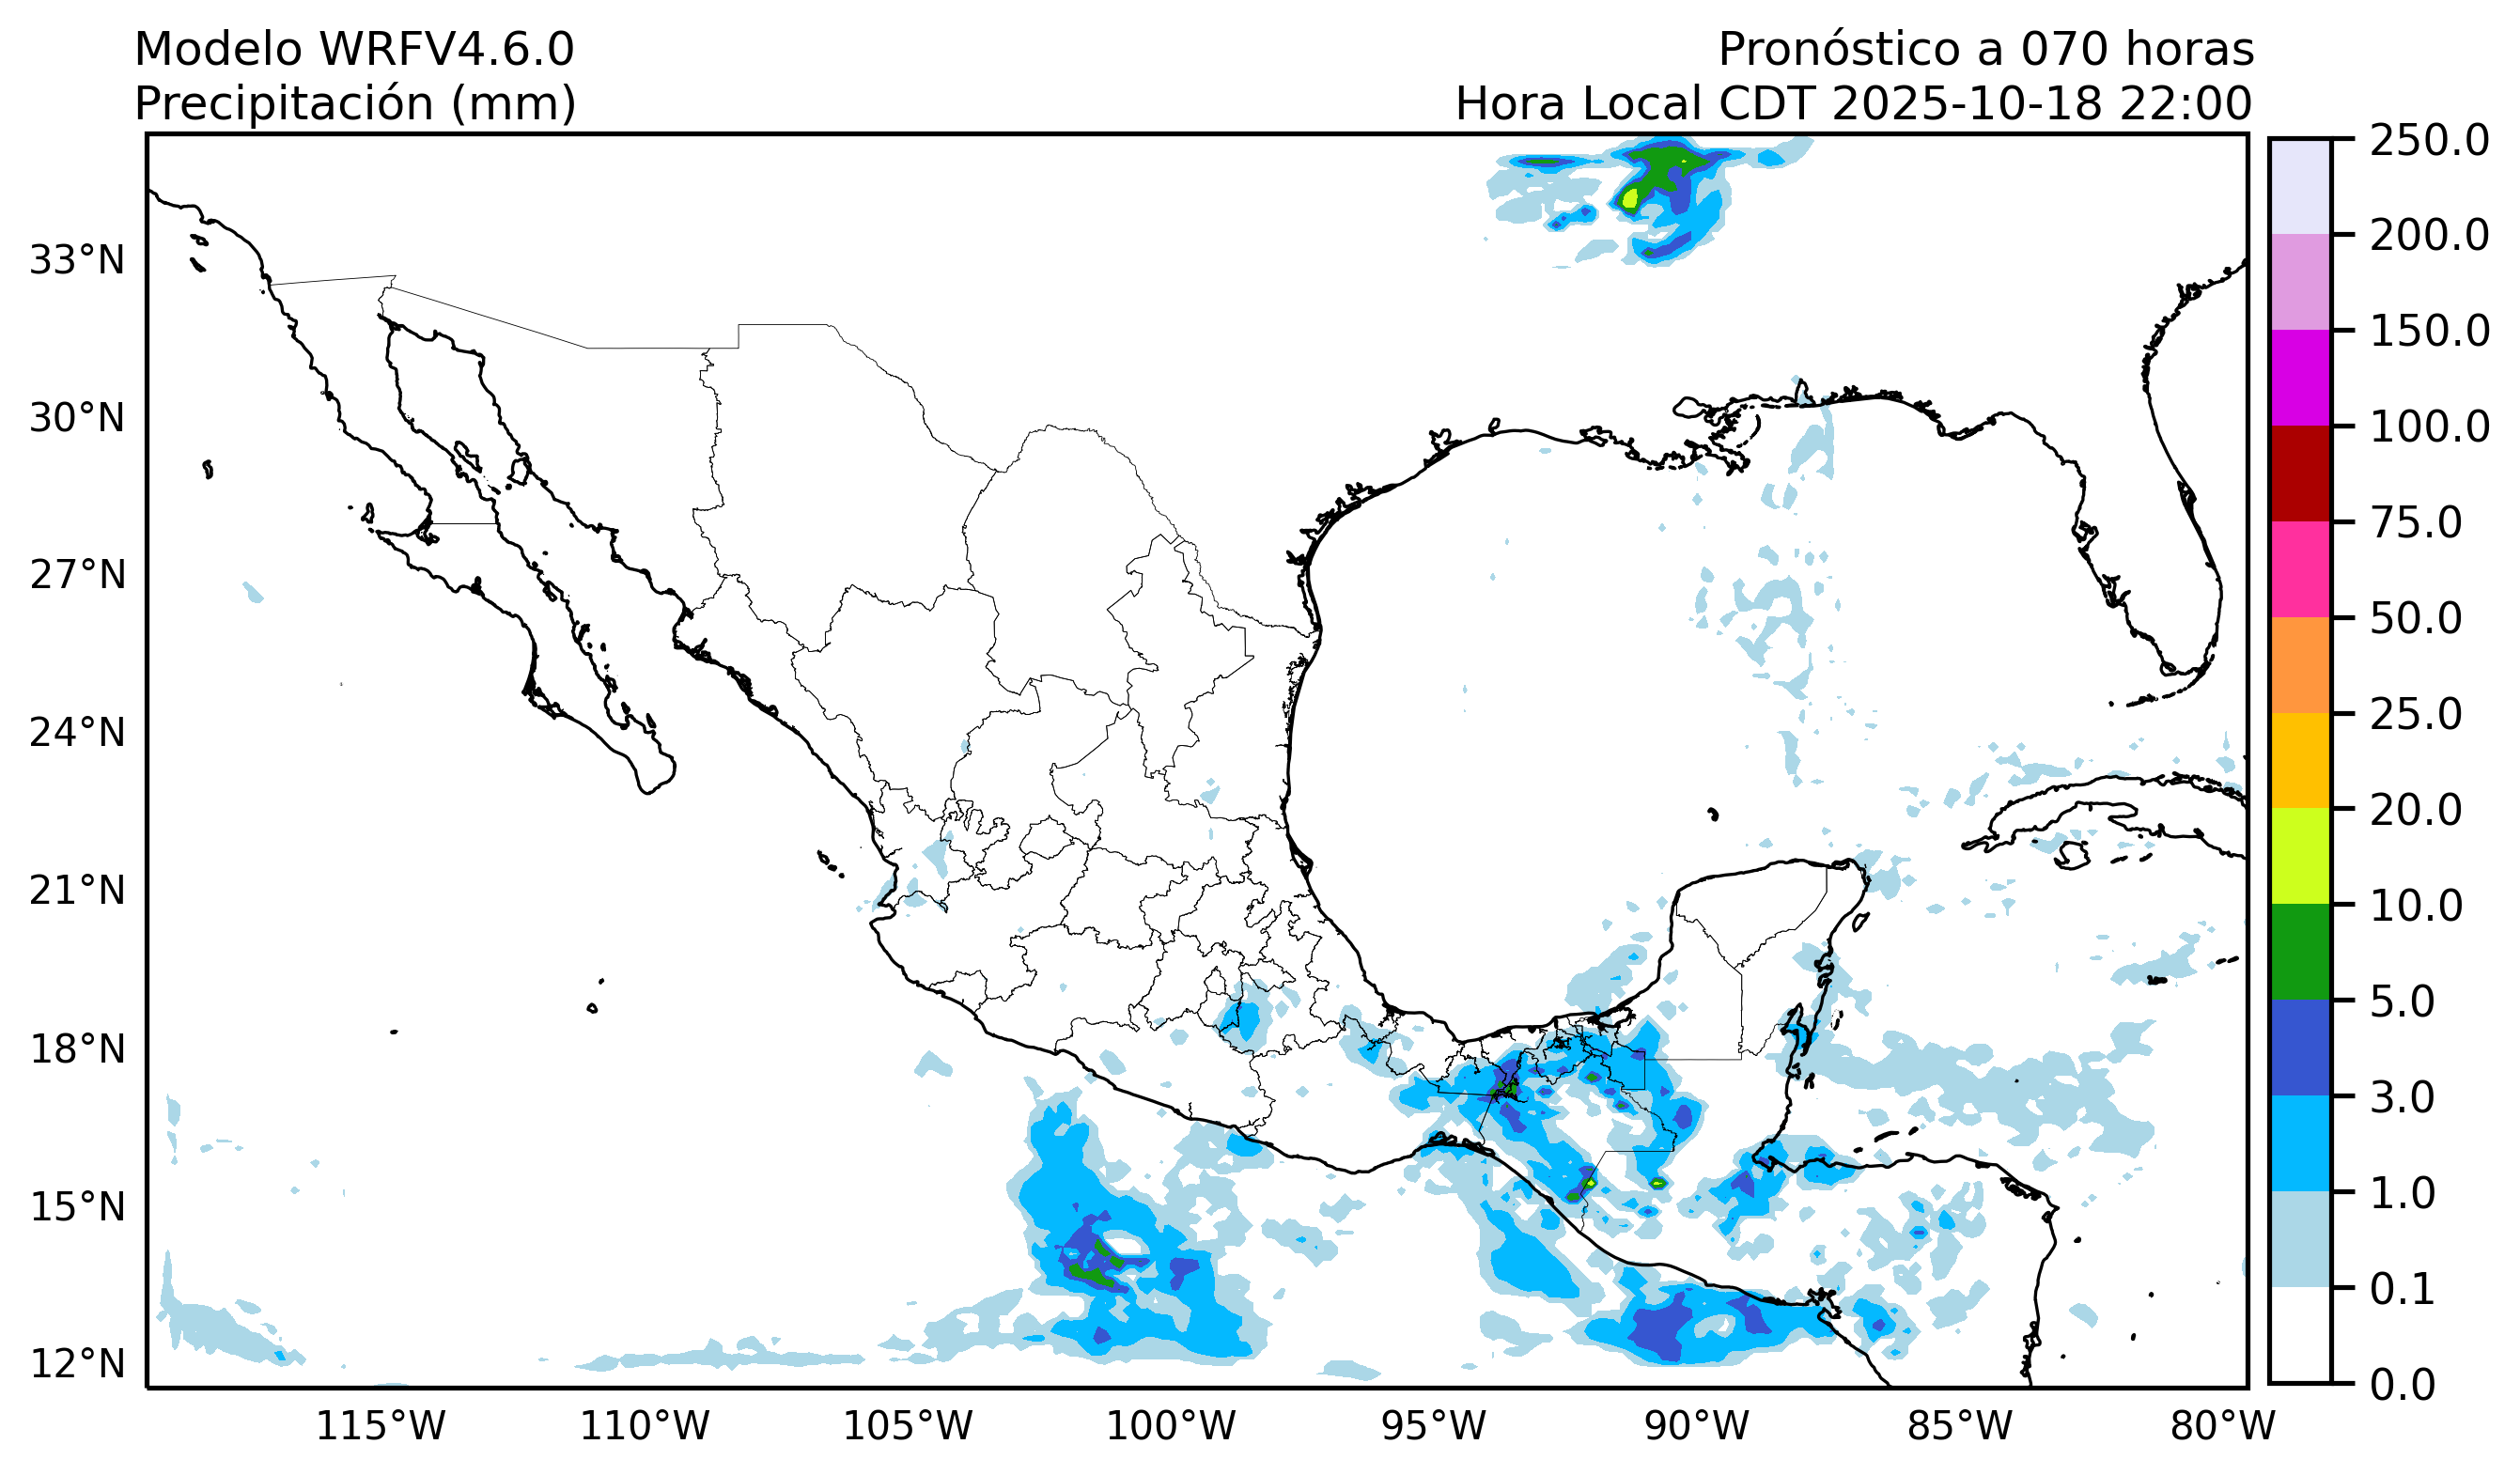 Modelo WRFV4.6.0
Precipitación (mm)
Pronóstico a 070 horas
Hora Local CDT 2025-10-18 22:00
33°N
30°N
27°N
24°N
21°N
18°N
15°N
12°N
115°W
110°W
105°W
100°W
95°W
90°W
85°W
80°W
250.0
200.0
150.0
100.0
75.0
50.0
25.0
20.0
10.0
5.0
3.0
1.0
0.1
0.0